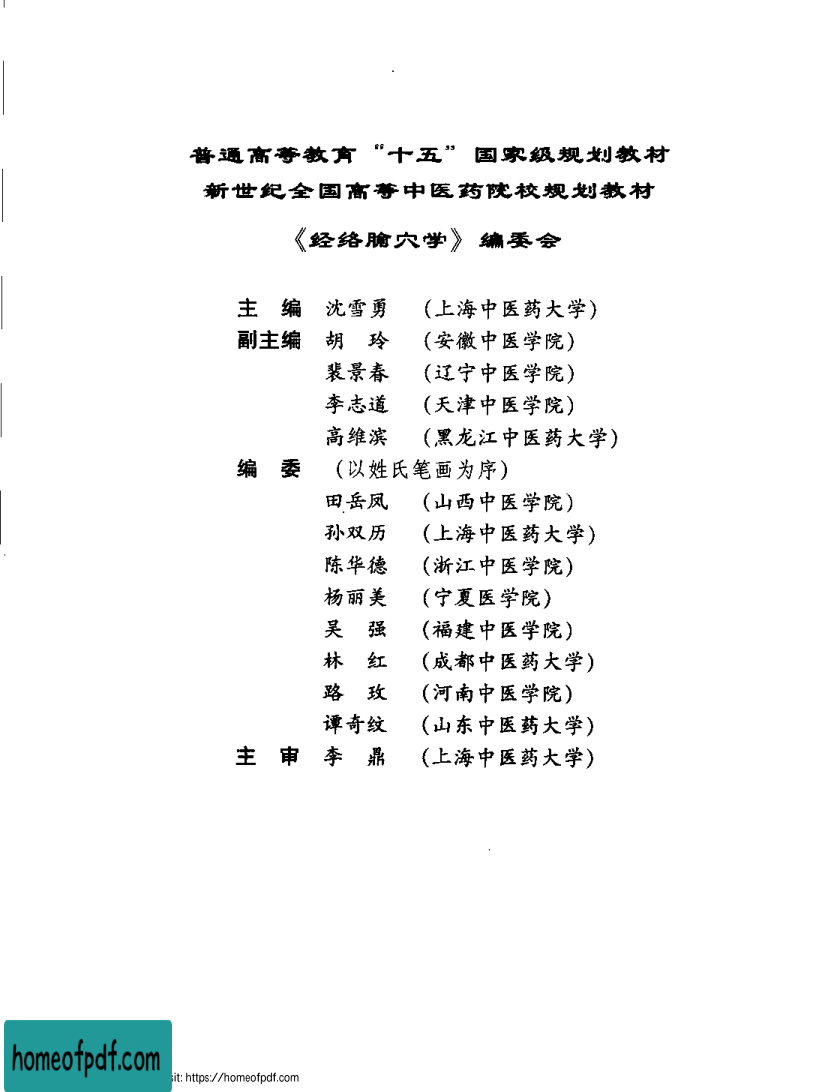 普通高等教育“十五”国家级规划教材
新世纪全国高等中医药院校规划教材
《经络腧穴学》编委会
主 编 沈雪勇 (上海中医药大学)
副主编 胡 玲 (安徽中医学院)
裴景春 (辽宁中医学院)
李志道 (天津中医学院)
高维滨 (黑龙江中医药大学)
编 委 (以姓氏笔画为序)
田岳凤 (山西中医学院)
孙双历 (上海中医药大学)
陈华德 (浙江中医学院)
杨丽美 (宁夏医学院)
吴 强 (福建中医学院)
林 红 (成都中医药大学)
路 玫 (河南中医学院)
谭奇纹 (山东中医药大学)
主 审 李 鼎 (上海中医药大学)
homeofpdf.com
sit: https://homeofpdf.com